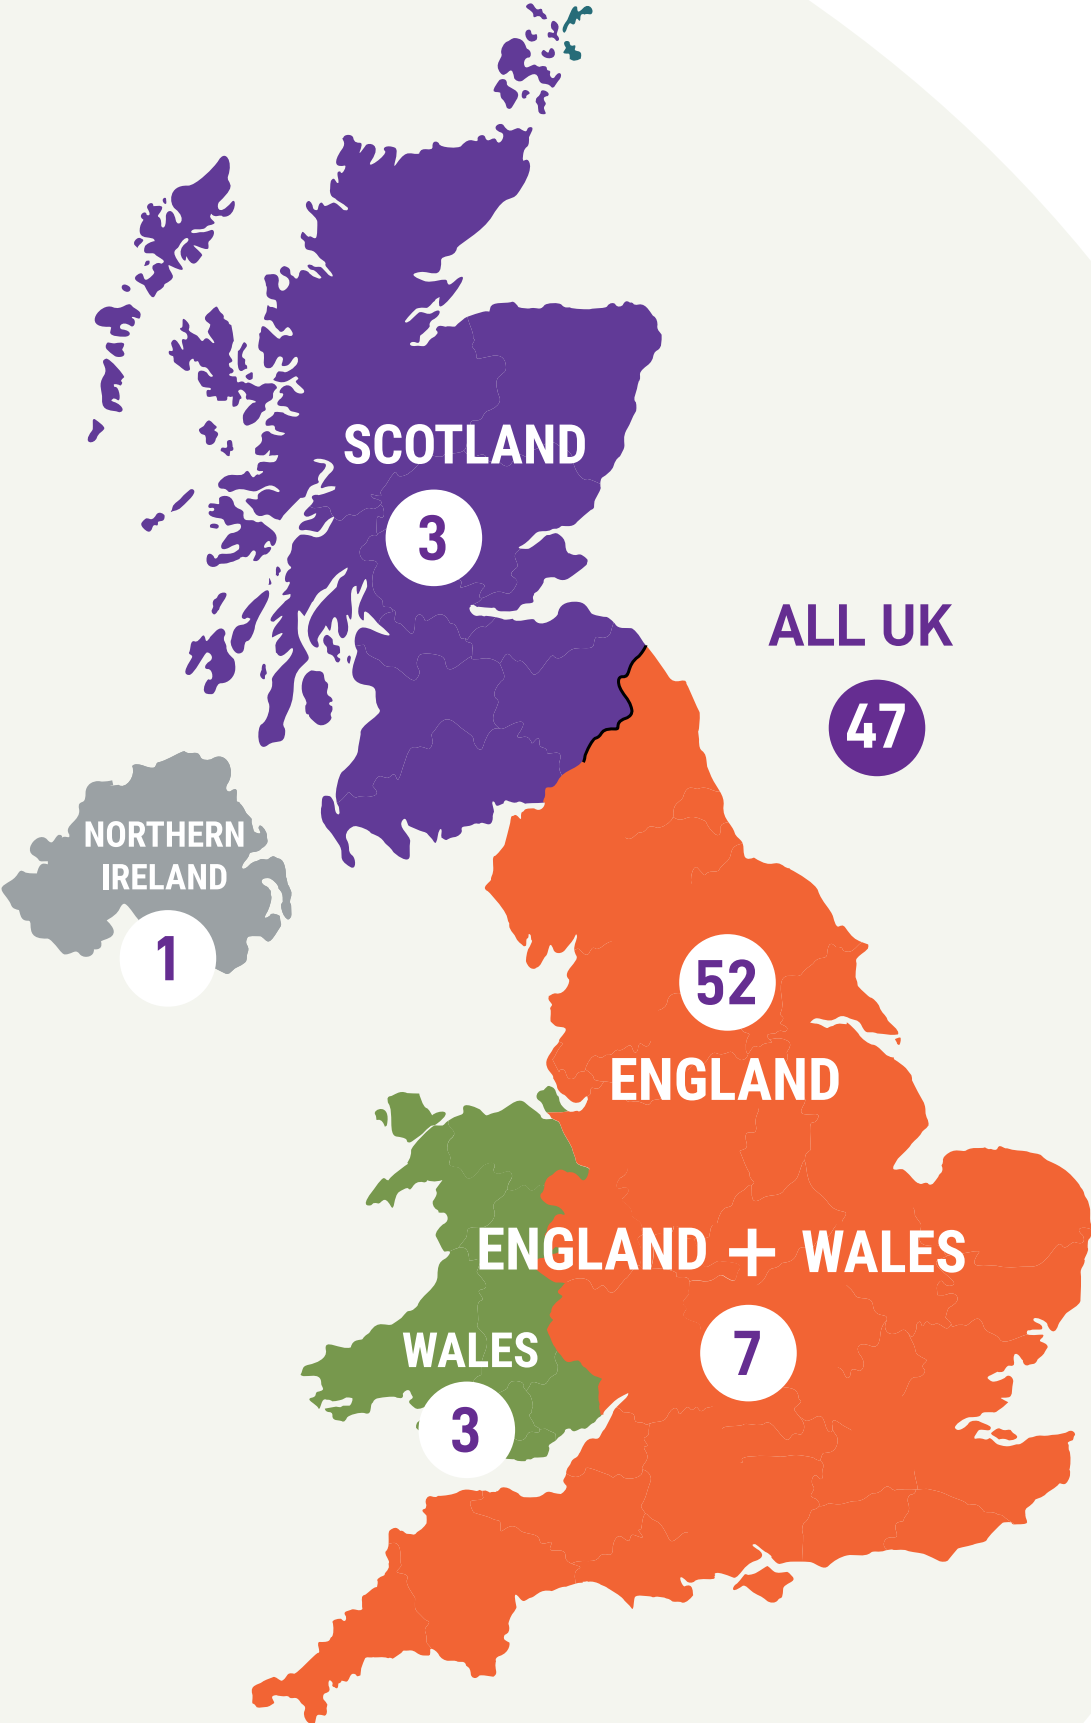 SCOTLAND
3
ALL UK
47
NORTHERN
IRELAND
1
52
ENGLAND
ENGLAND + WALES
7
WALES
3